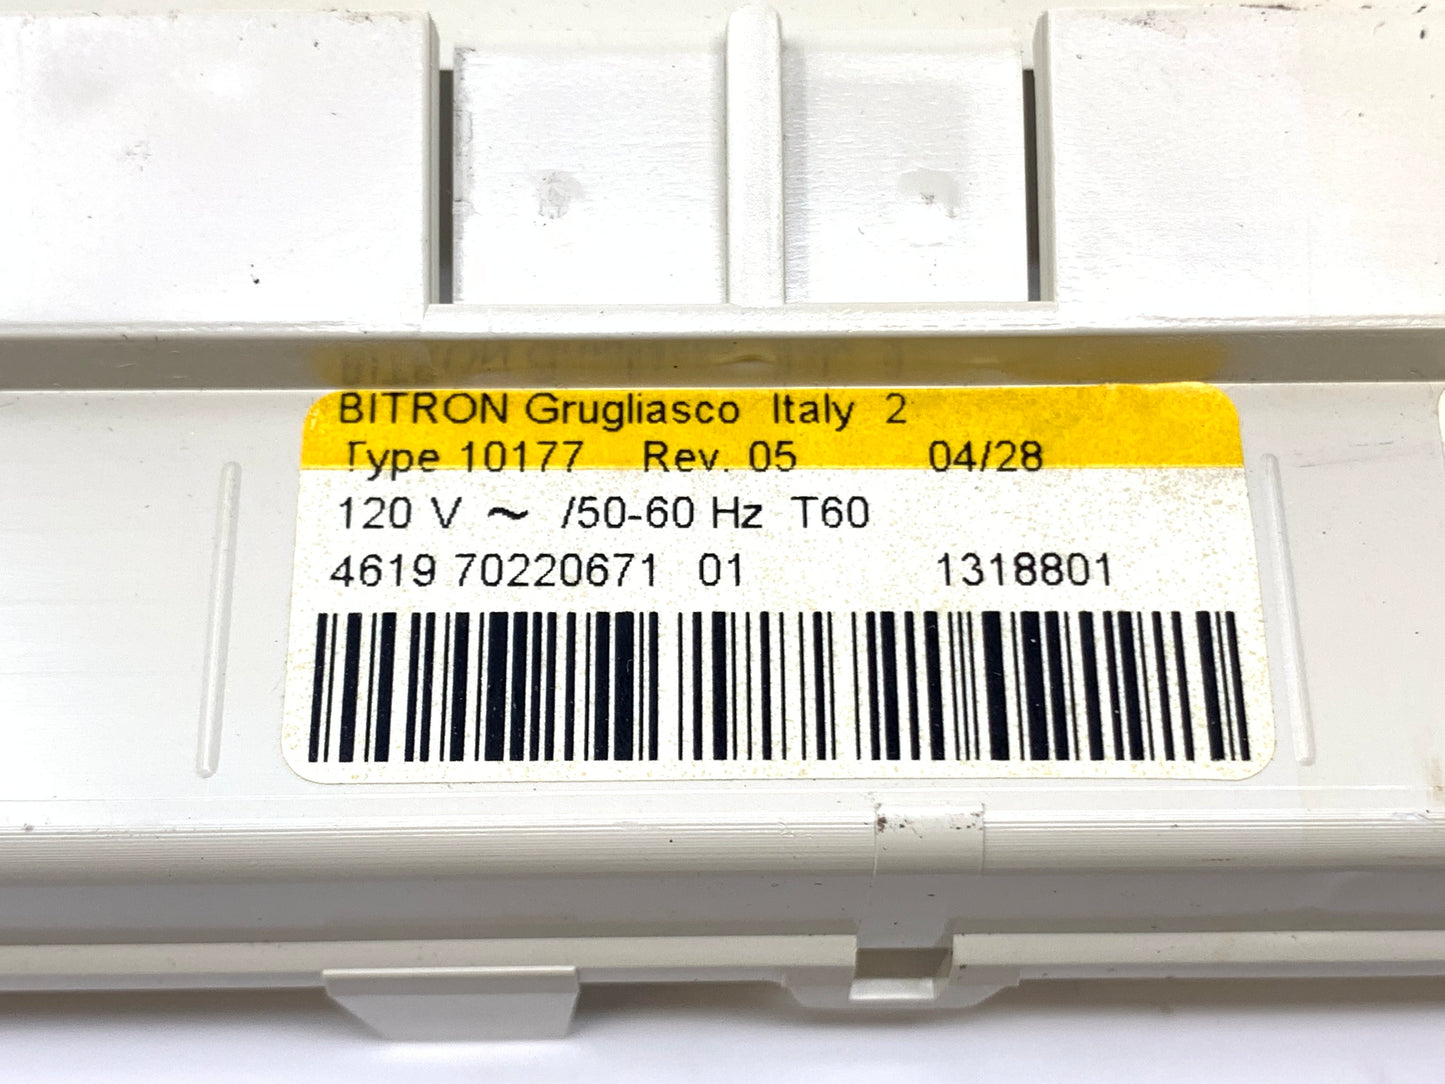 BITRON Grugliasco Italy 2
Type 10177 Rev. 05 04/28
120 V ~ /50-60 Hz T60
4619 70220671 01 1318801